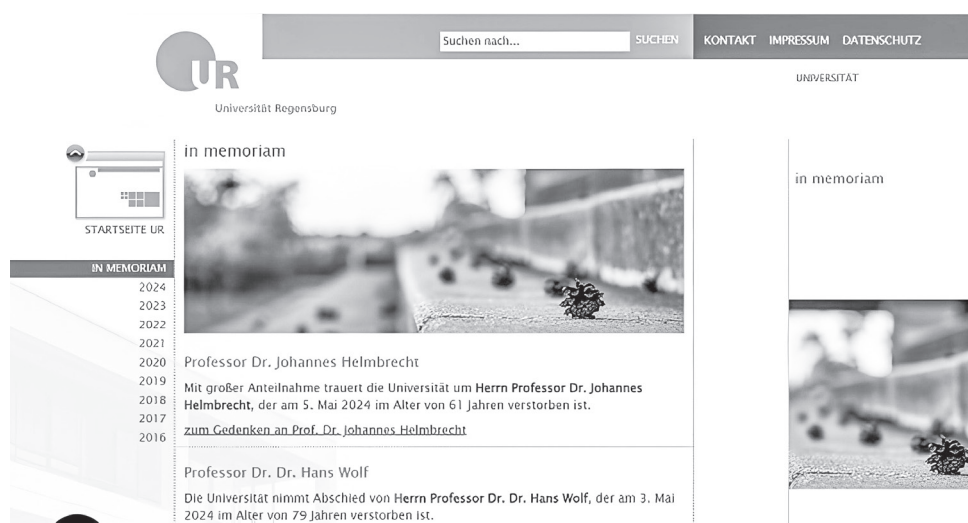 Suchen nach...
SUCHEN
KONTAKT IMPRESSUM DATENSCHUTZ
UR
Universität Regensburg
UNIVERSITÄT
STARTSEITE UR
IN MEMORIAM
2024
2023
2022
2021
2020
2019
2018
2017
2016
in memoriam
Professor Dr. Johannes Helmbrecht
Mit großer Anteilnahme trauert die Universität um Herrn Professor Dr. Johannes
Helmbrecht, der am 5. Mai 2024 im Alter von 61 Jahren verstorben ist.
zum Gedenken an Prof. Dr. Johannes Helmbrecht
Professor Dr. Dr. Hans Wolf
Die Universität nimmt Abschied von Herrn Professor Dr. Dr. Hans Wolf, der am 3. Mai
2024 im Alter von 79 Jahren verstorben ist.
in memoriam